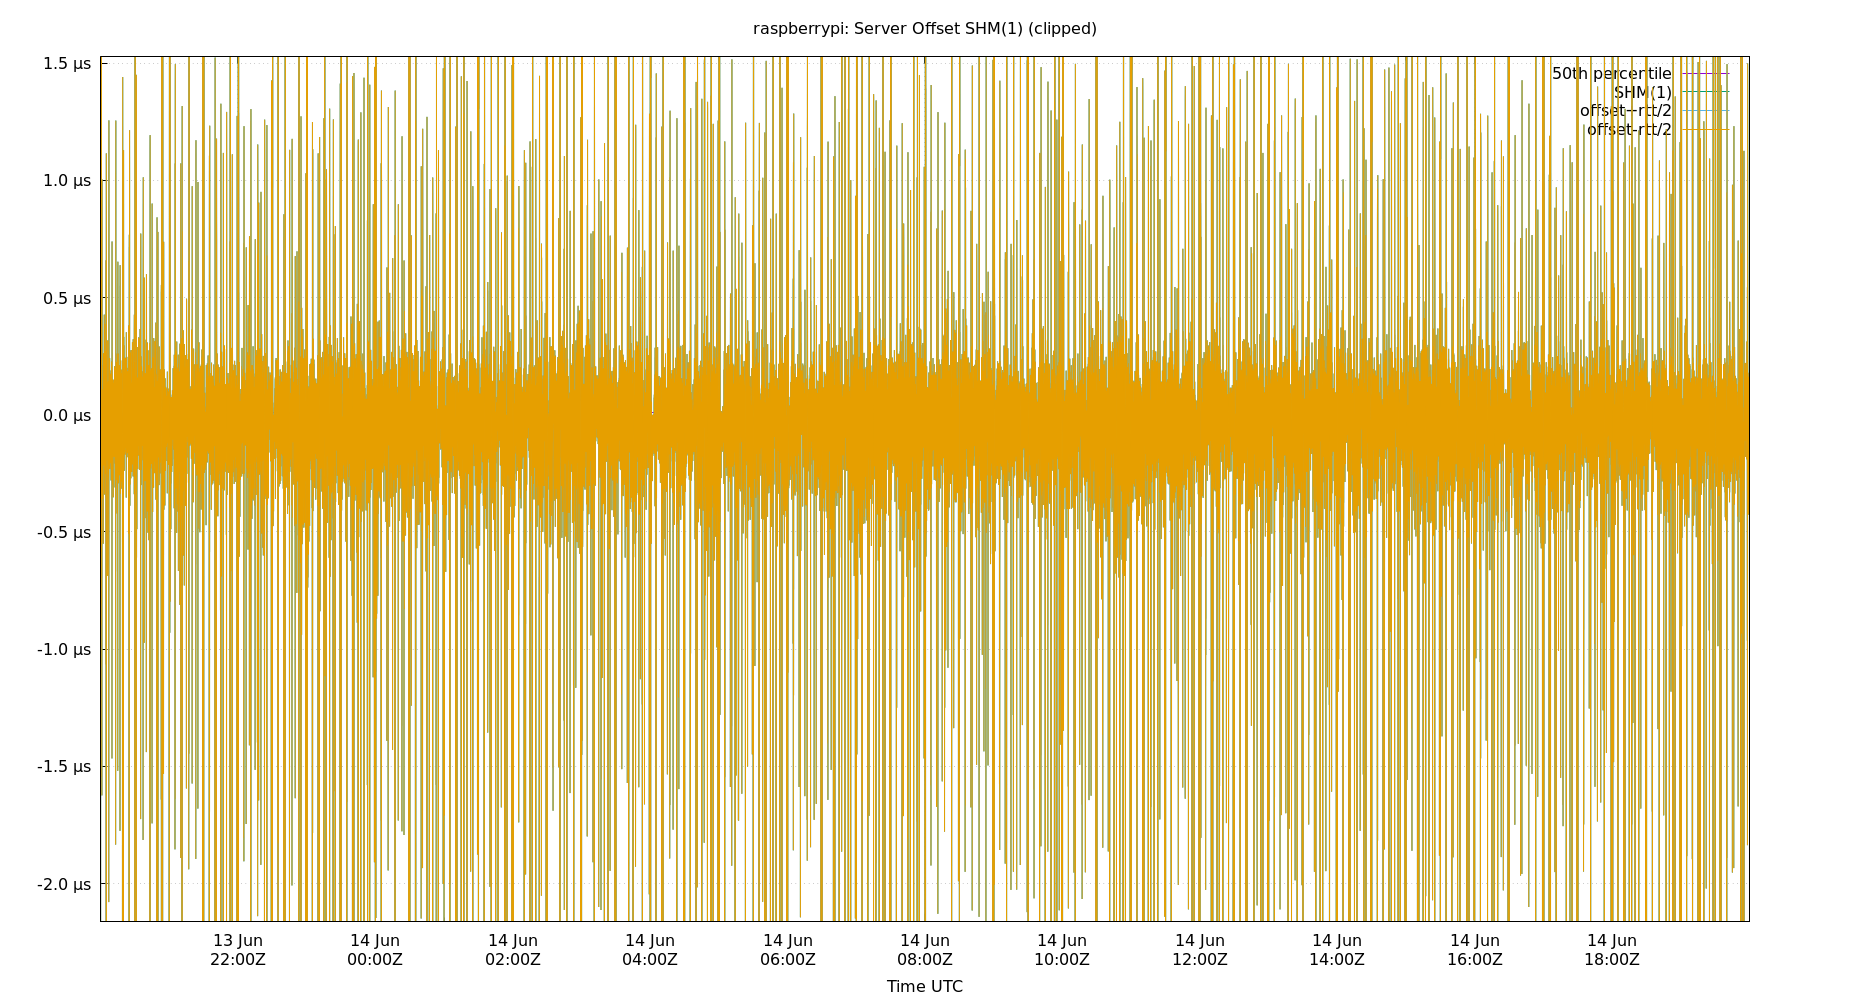 raspberrypi: Server Offset SHM(1) (clipped)
1.5 µs
1.0 µs
0.5 µs
0.0 µs
-0.5 µs
-1.0 µs
-1.5 µs
-2.0 µs
50th percentile
SHM(1)
offset+rtt/2
offset-rtt/2
13 Jun 14 Jun 14 Jun 14 Jun 14 Jun 14 Jun 14 Jun 14 Jun 14 Jun 14 Jun 14 Jun
22:00Z 00:00Z 02:00Z 04:00Z 06:00Z 08:00Z 10:00Z 12:00Z 14:00Z 16:00Z 18:00Z
Time UTC